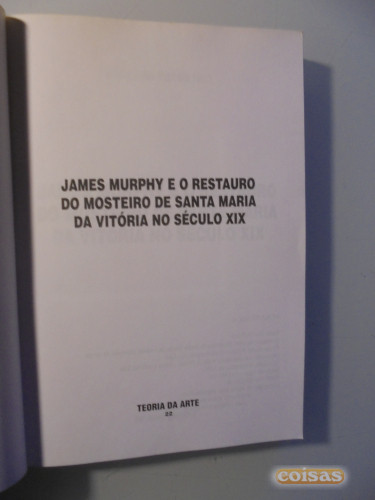 JAMES MURPHY E O RESTAURO
DO MOSTEIRO DE SANTA MARIA
DA VITÓRIA NO SÉCULO XIX
TEORIA DA ARTE
coisas